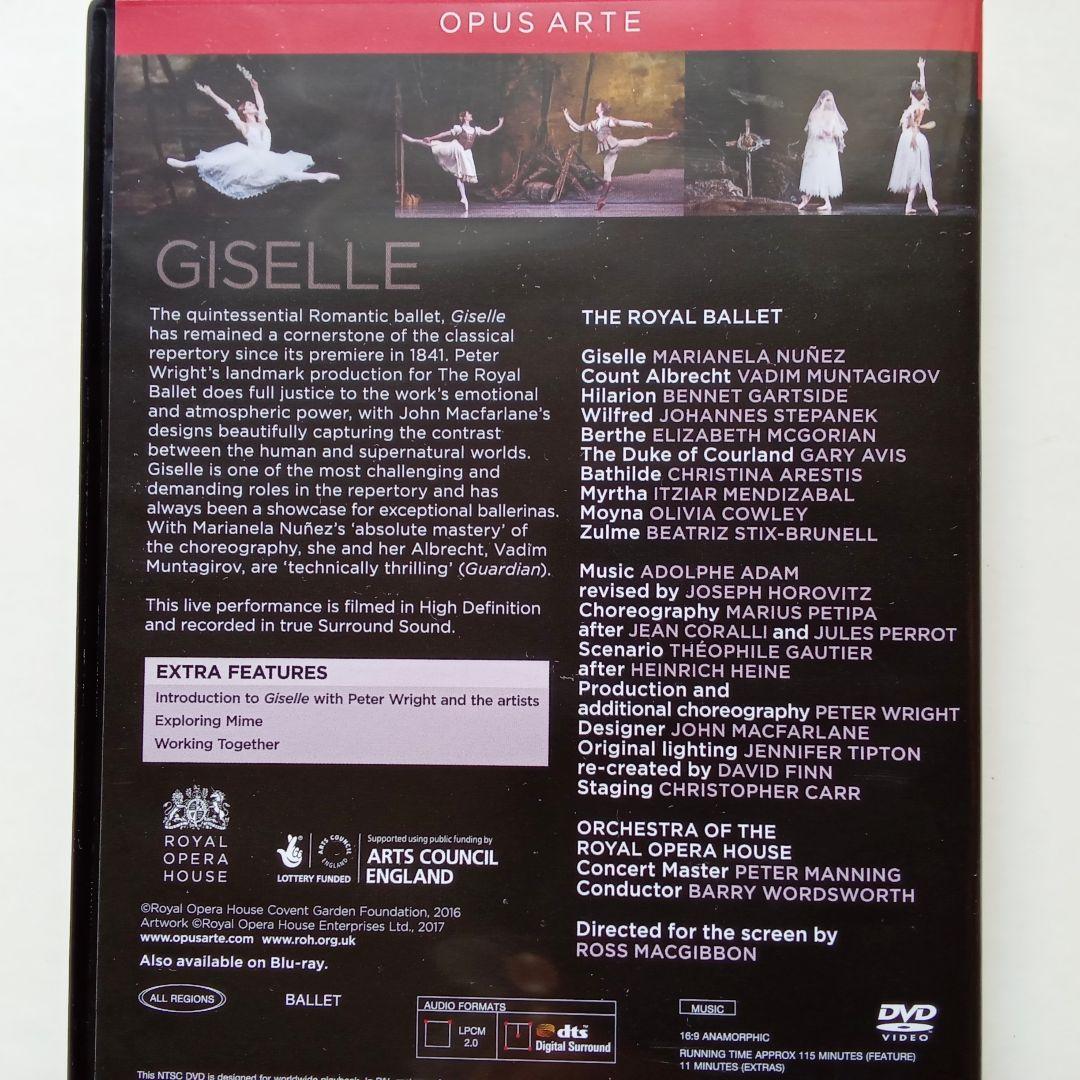 OPUS ARTE
GISELLE
The quintessential Romantic ballet, Giselle
has remained a cornerstone of the classical
repertory since its premiere in 1841. Peter
Wright's landmark production for The Royal
Ballet does full justice to the work's emotional
and atmospheric power, with John Macfarlane's
designs beautifully capturing the contrast
between the human and supernatural worlds.
Giselle is one of the most challenging and
demanding roles in the repertory and has
always been a showcase for exceptional ballerinas.
With Marianela Nuñez's 'absolute mastery' of
the choreography, she and her Albrecht, Vadim
Muntagirov, are 'technically thrilling' (Guardian).
This live performance is filmed in High Definition
and recorded in true Surround Sound.
EXTRA FEATURES
Introduction to Giselle with Peter Wright and the artists
Exploring Mime
Working Together
ROYAL
OPERA
HOUSE
LOTTERY FUNDED
ARTS COUNCIL
ENGLAND
Supported using public funding by
ARTS COUNCIL
ENGLAND
©Royal Opera House Covent Garden Foundation, 2016
Artwork ©Royal Opera House Enterprises Ltd., 2017
www.opusarte.com www.roh.org.uk
Also available on Blu-ray.
THE ROYAL BALLET
Giselle MARIANELA NUÑEZ
Count Albrecht VADIM MUNTAGIROV
Hilarion BENNET GARTSIDE
Wilfred JOHANNES STEPANEK
Berthe ELIZABETH MCGORIAN
The Duke of Courland GARY AVIS
Bathilde CHRISTINA ARESTIS
Myrtha ITZIAR MENDIZABAL
Moyna OLIVIA COWLEY
Zulme BEATRIZ STIX-BRUNELL
Music ADOLPHE ADAM
revised by JOSEPH HOROVITZ
Choreography MARIUS PETIPA
after JEAN CORALLI and JULES PERROT
Scenario THÉOPHILE GAUTIER
after HEINRICH HEINE
Production and
additional choreography PETER WRIGHT
Designer JOHN MACFARLANE
Original lighting JENNIFER TIPTON
re-created by DAVID FINN
Staging CHRISTOPHER CARR
ORCHESTRA OF THE
ROYAL OPERA HOUSE
Concert Master PETER MANNING
Conductor BARRY WORDSWORTH
Directed for the screen by
ROSS MACGIBBON
ALL REGIONS
BALLET
AUDIO FORMATS
LPCM
2.0
dts
Digital Surround
MUSIC
16:9 ANAMORPHIC
RUNNING TIME APPROX 115 MINUTES (FEATURE)
11 MINUTES (EXTRAS)
DVD
VIDEO
This NTSC DVD is designed for worldwide playback.